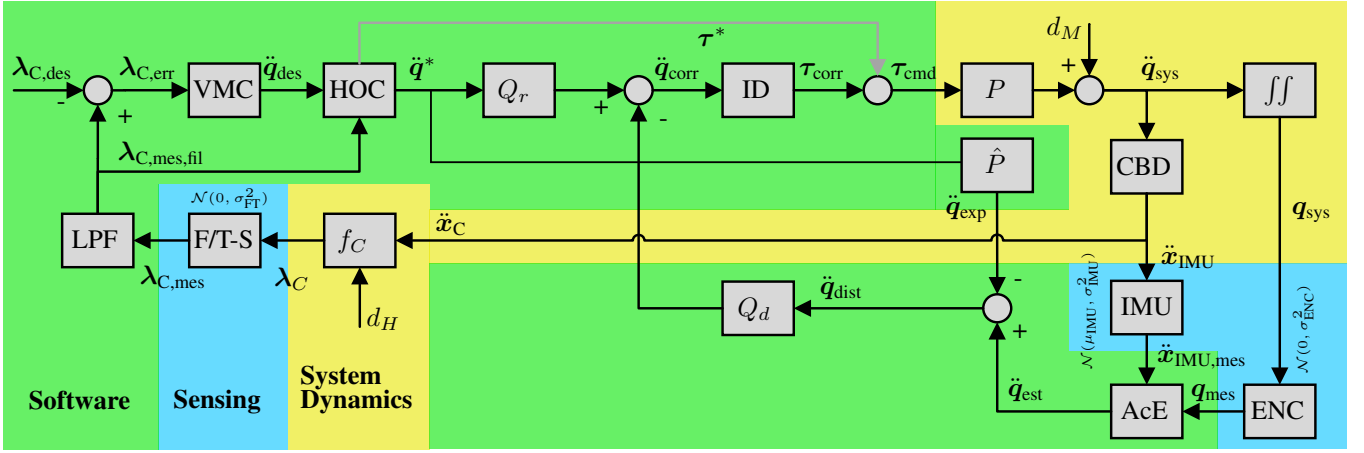 τ*
d_M
λ_C,des
λ_C,err
q̈_des
q̈*
q̈_corr
τ_corr
τ_cmd
+
q̈_sys
-
VMC
HOC
Q_r
+
ID
P
∬
+
-
λ_C,mes,fil
P̂
CBD
𝒩(0, σ²_FT)
q̈_exp
q_sys
LPF
F/T-S
f_C
ẍ_C
ẍ_IMU
λ_C,mes
λ_C
-
q̈_dist
Q_d
IMU
𝒩(μ_IMU, σ²_IMU)
𝒩(0, σ²_ENC)
d_H
+
ẍ_IMU,mes
System
Software
Sensing
Dynamics
q̈_est
AcE
q_mes
ENC